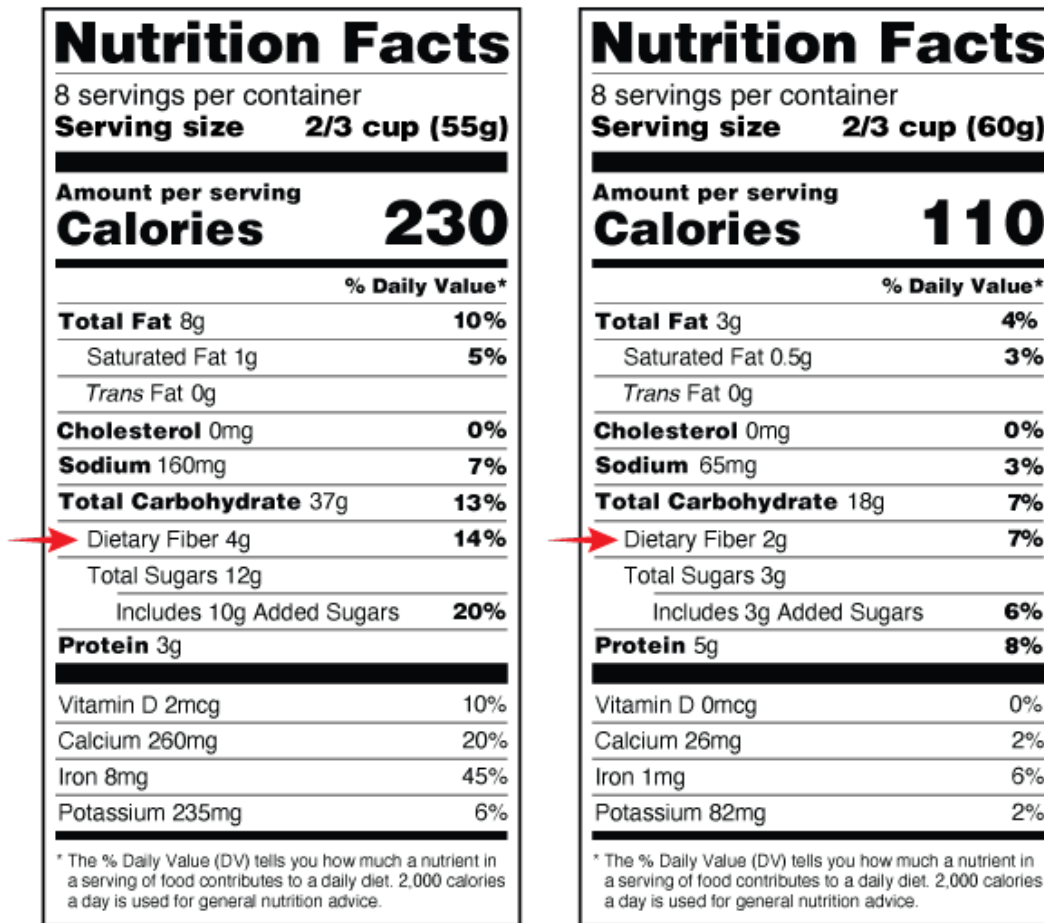 Nutrition Facts
8 servings per container
Serving size 2/3 cup (55g)
Amount per serving
Calories 230
% Daily Value*
Total Fat 8g 10%
Saturated Fat 1g 5%
Trans Fat 0g
Cholesterol 0mg 0%
Sodium 160mg 7%
Total Carbohydrate 37g 13%
Dietary Fiber 4g 14%
Total Sugars 12g
Includes 10g Added Sugars 20%
Protein 3g
Vitamin D 2mcg 10%
Calcium 260mg 20%
Iron 8mg 45%
Potassium 235mg 6%
* The % Daily Value (DV) tells you how much a nutrient in
a serving of food contributes to a daily diet. 2,000 calories
a day is used for general nutrition advice.
Nutrition Facts
8 servings per container
Serving size 2/3 cup (60g)
Amount per serving
Calories 110
% Daily Value*
Total Fat 3g 4%
Saturated Fat 0.5g 3%
Trans Fat 0g
Cholesterol 0mg 0%
Sodium 65mg 3%
Total Carbohydrate 18g 7%
Dietary Fiber 2g 7%
Total Sugars 3g
Includes 3g Added Sugars 6%
Protein 5g 8%
Vitamin D 0mcg 0%
Calcium 26mg 2%
Iron 1mg 6%
Potassium 82mg 2%
* The % Daily Value (DV) tells you how much a nutrient in
a serving of food contributes to a daily diet. 2,000 calories
a day is used for general nutrition advice.